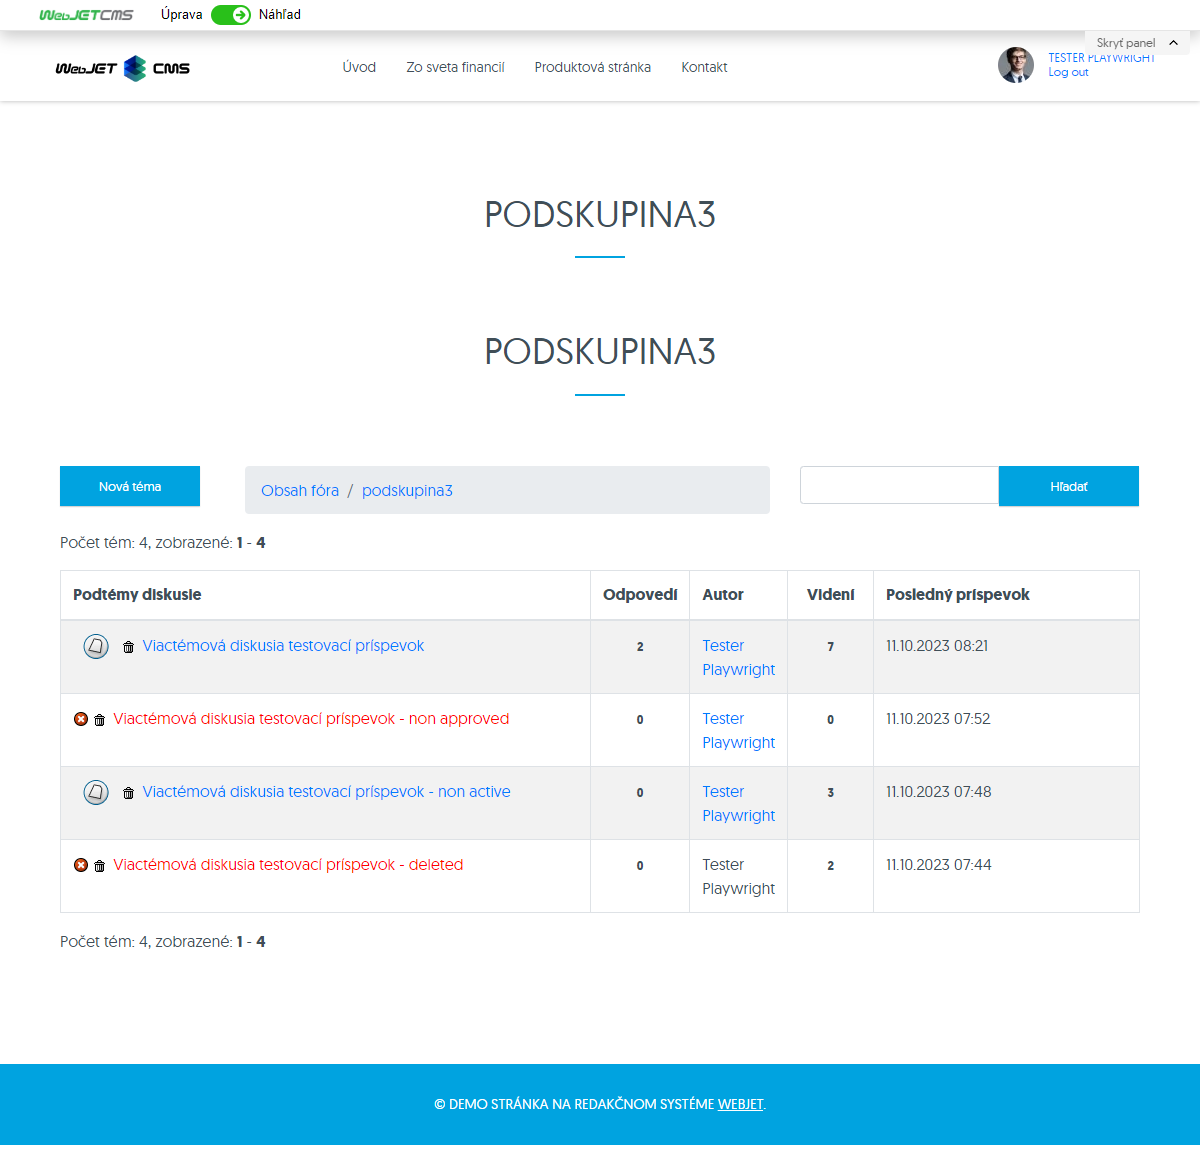 WebJETCMS Úprava Náhľad
Skryť panel
WebJET CMS Úvod Zo sveta financií Produktová stránka Kontakt TESTER PLAYWRIGHT
Log out
PODSKUPINA3
PODSKUPINA3
Nová téma Obsah fóra / podskupina3 Hľadať
Počet tém: 4, zobrazené: 1 - 4
Podtémy diskusie Odpovedí Autor Videní Posledný príspevok
Viactémová diskusia testovací príspevok 2 Tester 7 11.10.2023 08:21
Playwright
Viactémová diskusia testovací príspevok - non approved 0 Tester 0 11.10.2023 07:52
Playwright
Viactémová diskusia testovací príspevok - non active 0 Tester 3 11.10.2023 07:48
Playwright
Viactémová diskusia testovací príspevok - deleted 0 Tester 2 11.10.2023 07:44
Playwright
Počet tém: 4, zobrazené: 1 - 4
© DEMO STRÁNKA NA REDAKČNOM SYSTÉME WEBJET.